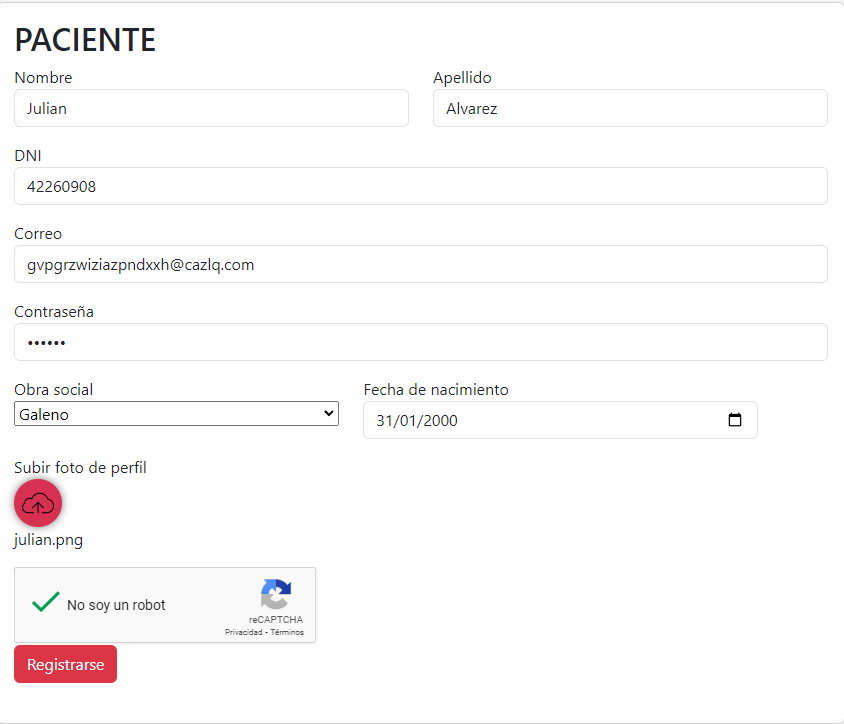 PACIENTE
Nombre Apellido
Julian Alvarez
DNI
42260908
Correo
gvpgrzwiziazpndxxh@cazlq.com
Contraseña
••••••
Obra social Fecha de nacimiento
Galeno 31/01/2000
Subir foto de perfil
julian.png
No soy un robot
reCAPTCHA
Privacidad - Términos
Registrarse